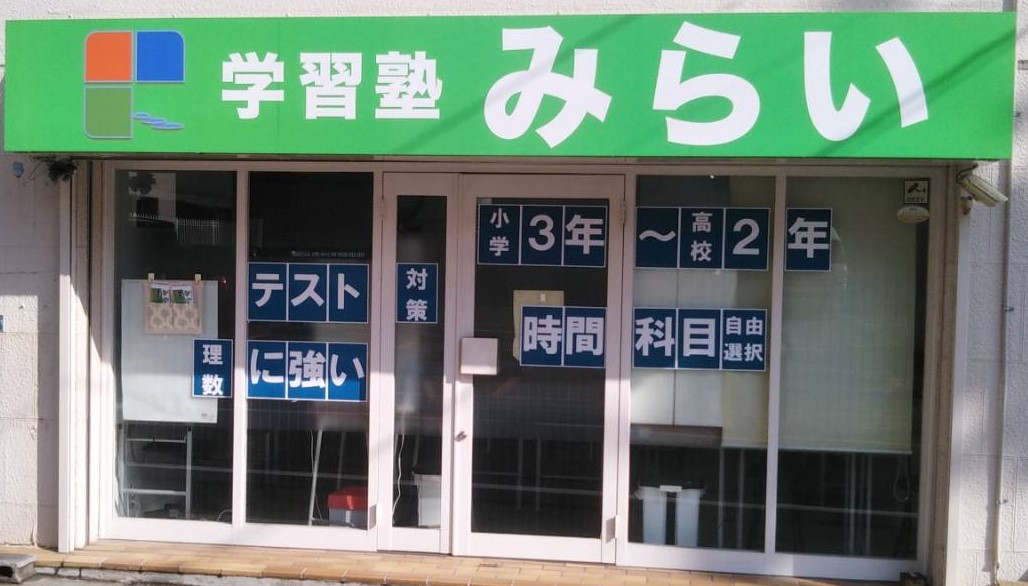 学習塾 みらい
小学3年~高校2年
テスト対策
時間 科目自由選択
理数に強い